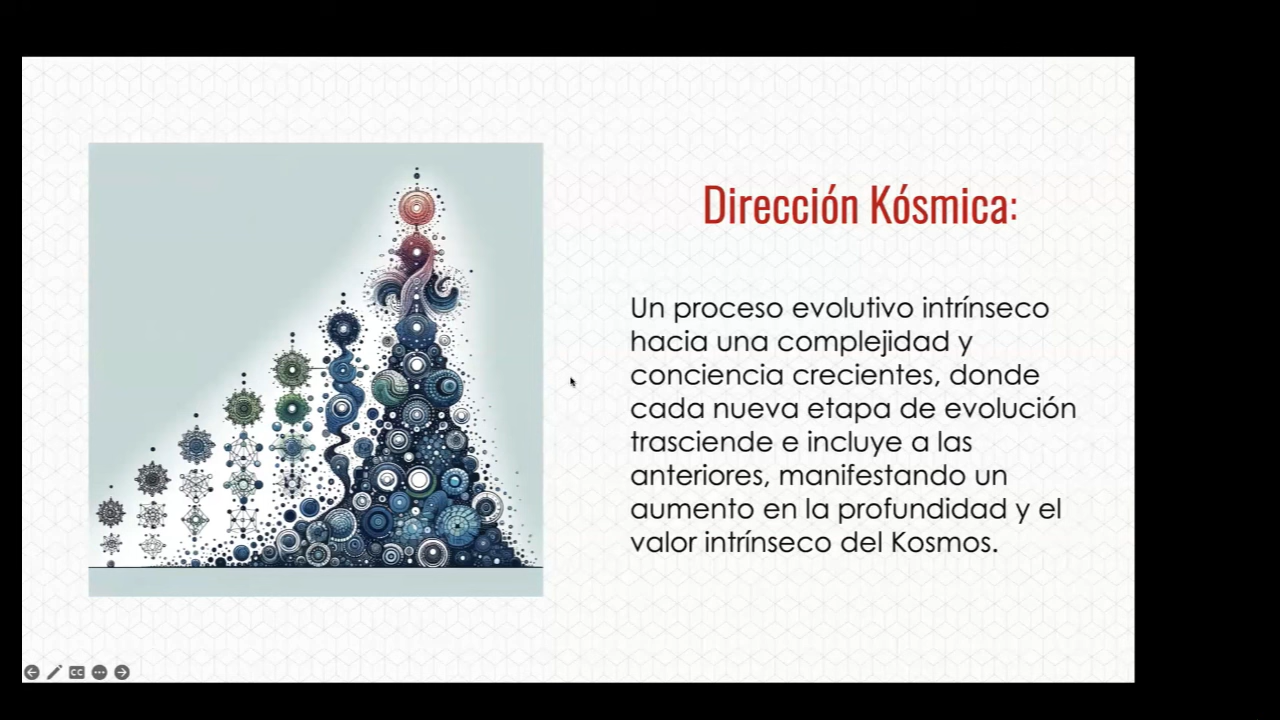 Dirección Kósmica:
Un proceso evolutivo intrínseco
hacia una complejidad y
conciencia crecientes, donde
cada nueva etapa de evolución
trasciende e incluye a las
anteriores, manifestando un
aumento en la profundidad y el
valor intrínseco del Kosmos.
CC